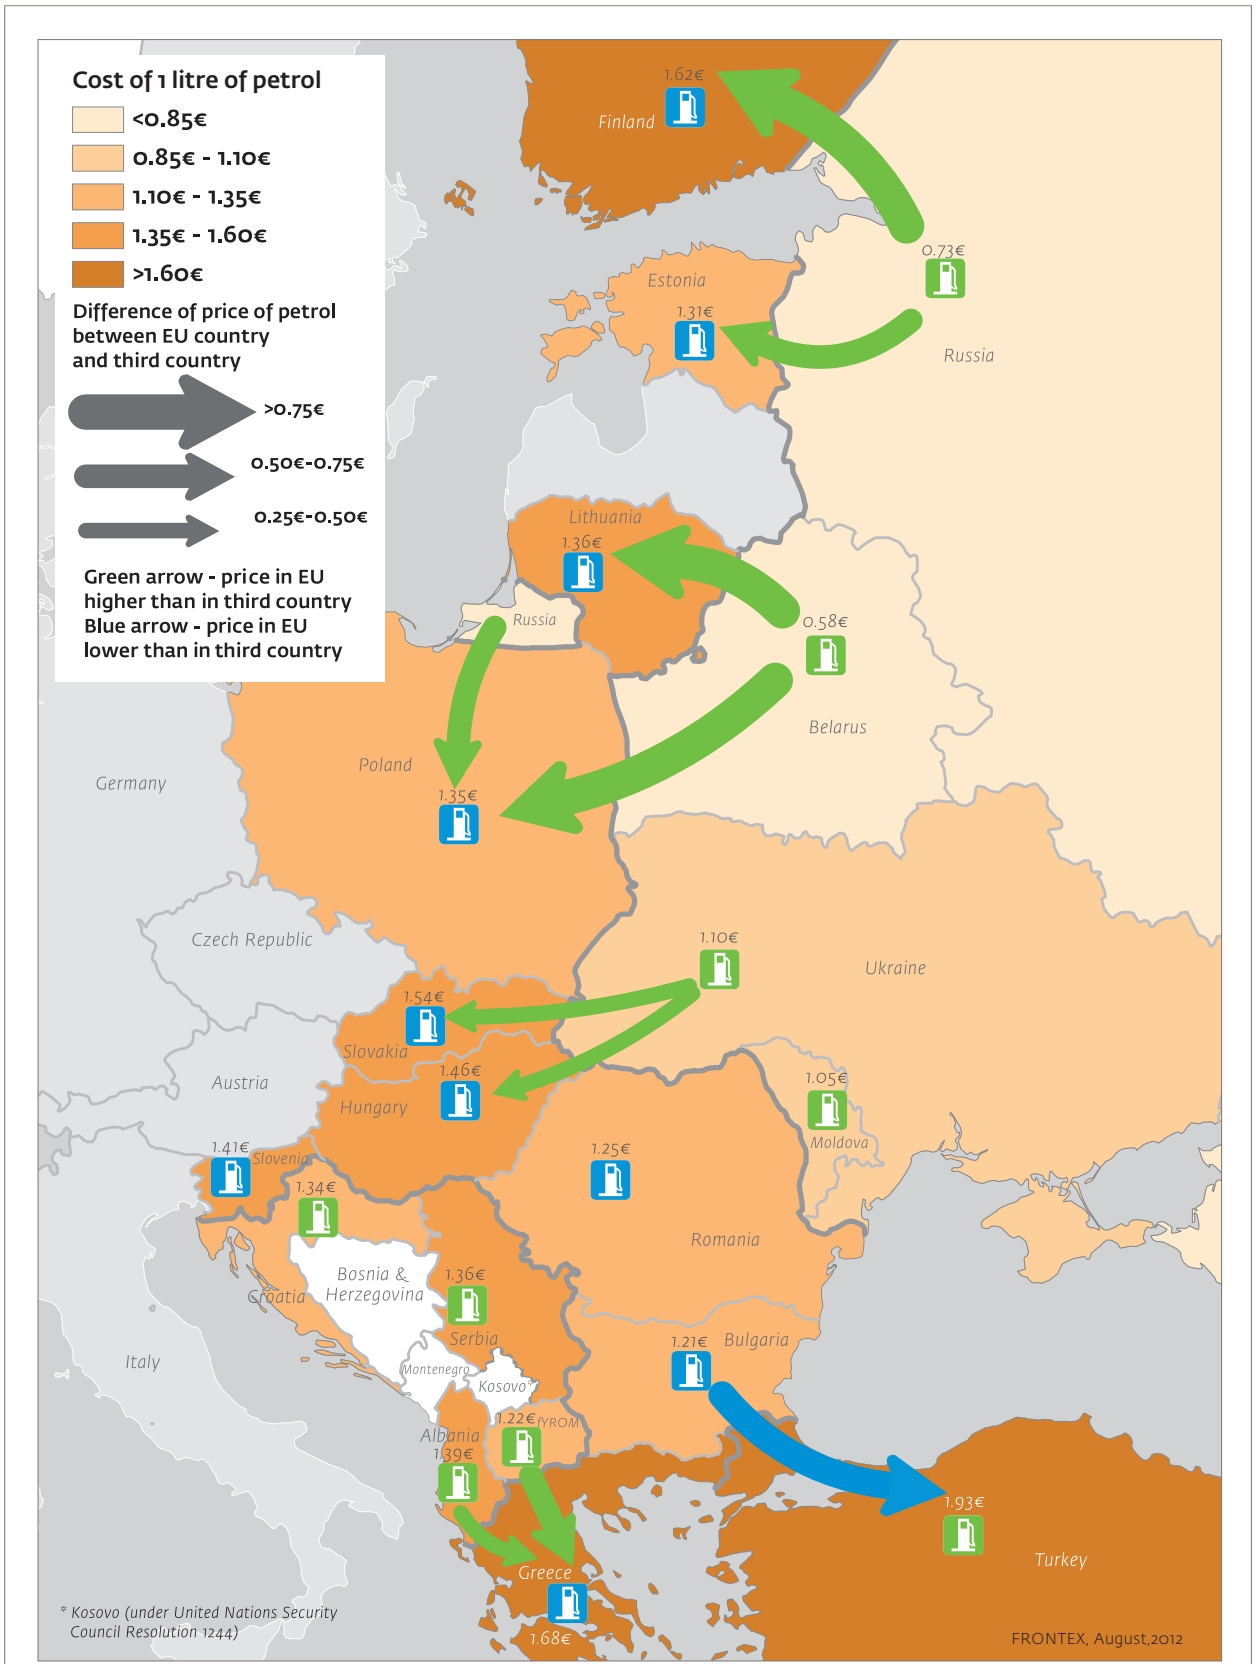 Cost of 1 litre of petrol
<0.85€
0.85€ - 1.10€
1.10€ - 1.35€
1.35€ - 1.60€
>1.60€
Difference of price of petrol
between EU country
and third country
>0.75€
0.50€-0.75€
0.25€-0.50€
Green arrow - price in EU
higher than in third country
Blue arrow - price in EU
lower than in third country
1.62€
Finland
0.73€
Russia
Estonia
1.31€
Lithuania
1.36€
Russia
0.58€
Belarus
Poland
1.35€
Germany
Czech Republic
1.10€
Ukraine
1.54€
Slovakia
Austria
1.46€
Hungary
1.05€
Moldova
1.41€
Slovenia
1.34€
Croatia
1.25€
Romania
Bosnia &
Herzegovina
1.36€
Serbia
Italy
Montenegro
Kosovo*
1.21€
Bulgaria
Albania
1.39€
1.22€
fYROM
1.93€
Turkey
Greece
1.68€
* Kosovo (under United Nations Security
Council Resolution 1244)
FRONTEX, August,2012